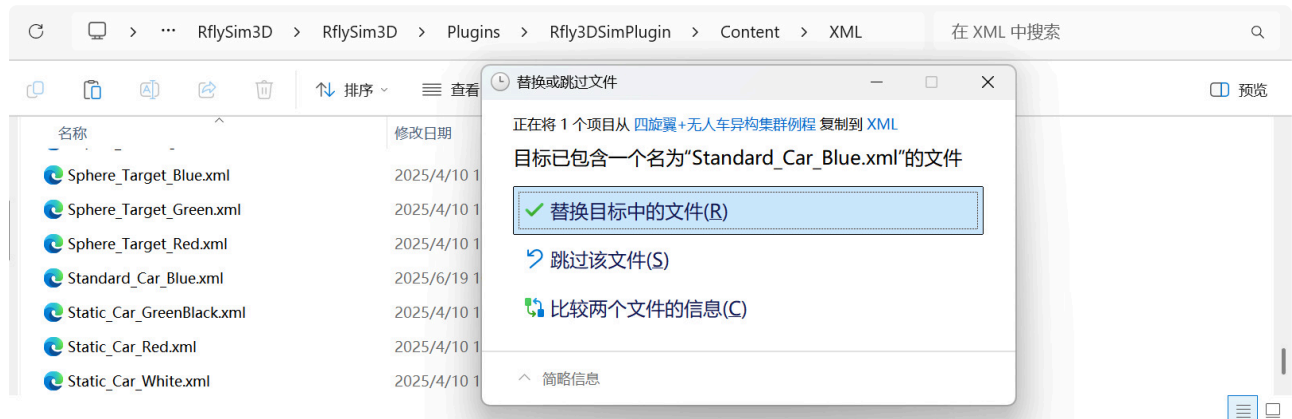 ··· RflySim3D RflySim3D Plugins Rfly3DSimPlugin Content XML 在 XML 中搜索
排序 查看 预览
替换或跳过文件
正在将 1 个项目从 四旋翼+无人车异构集群例程 复制到 XML
目标已包含一个名为“Standard_Car_Blue.xml”的文件
替换目标中的文件(R)
跳过该文件(S)
比较两个文件的信息(C)
简略信息
名称 修改日期
Sphere_Target_Blue.xml 2025/4/10 1
Sphere_Target_Green.xml 2025/4/10 1
Sphere_Target_Red.xml 2025/4/10 1
Standard_Car_Blue.xml 2025/6/19 1
Static_Car_GreenBlack.xml 2025/4/10 1
Static_Car_Red.xml 2025/4/10 1
Static_Car_White.xml 2025/4/10 1